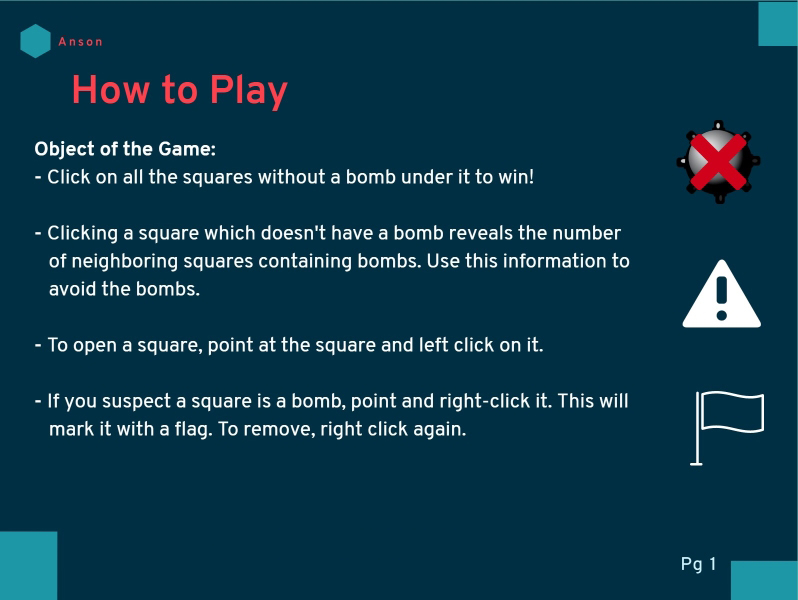 Anson
How to Play
Object of the Game:
- Click on all the squares without a bomb under it to win!
- Clicking a square which doesn't have a bomb reveals the number
of neighboring squares containing bombs. Use this information to
avoid the bombs.
- To open a square, point at the square and left click on it.
- If you suspect a square is a bomb, point and right-click it. This will
mark it with a flag. To remove, right click again.
Pg 1